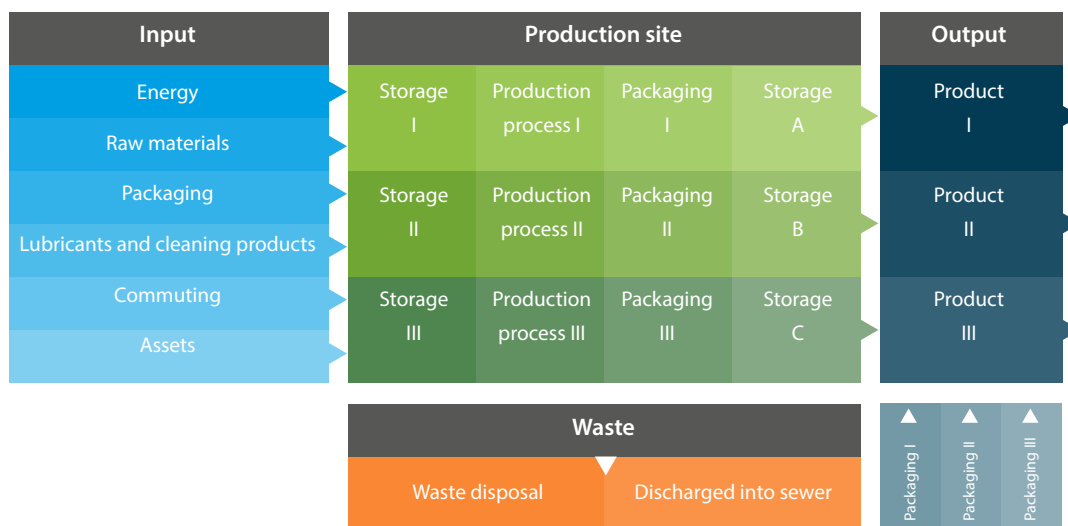 Input
Energy
Raw materials
Packaging
Lubricants and cleaning products
Commuting
Assets
Production site
Storage
I
Production
process I
Packaging
I
Storage
A
Storage
II
Production
process II
Packaging
II
Storage
B
Storage
III
Production
process III
Packaging
III
Storage
C
Output
Product
I
Product
II
Product
III
Waste
Waste disposal
Discharged into sewer
Packaging I
Packaging II
Packaging III